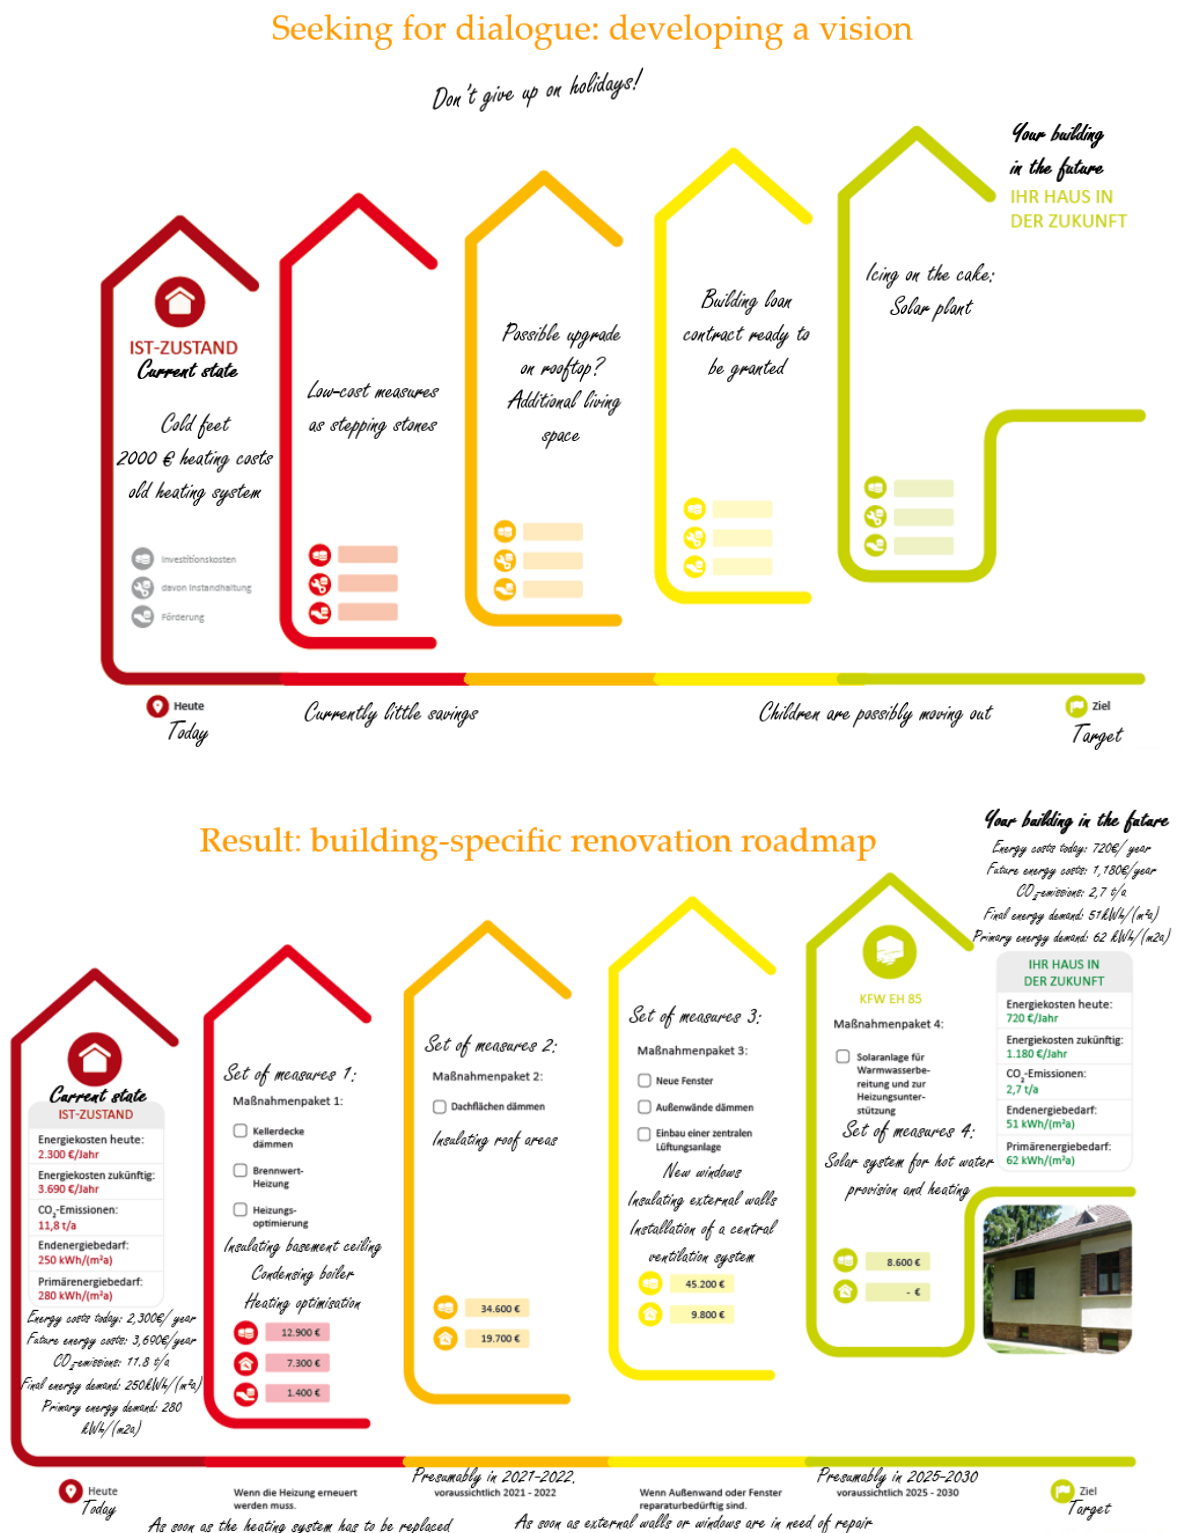 Seeking for dialogue: developing a vision
Don't give up on holidays!
Your building
in the future
IHR HAUS IN
DER ZUKUNFT
IST-ZUSTAND
Current state
Cold feet
2000 € heating costs
old heating system
Investitionskosten
davon Instandhaltung
Förderung
Low-cost measures
as stepping stones
Possible upgrade
on rooftop?
Additional living
space
Building loan
contract ready to
be granted
Icing on the cake:
Solar plant
Heute
Today
Currently little savings
Children are possibly moving out
Ziel
Target
Result: building-specific renovation roadmap
Your building in the future
Energy costs today: 720€/ year
Future energy costs: 1,180€/year
CO₂-emissions: 2,7 t/a
Final energy demand: 51kWh/(m²a)
Primary energy demand: 62 kWh/(m2a)
IHR HAUS IN
DER ZUKUNFT
Energiekosten heute:
720 €/Jahr
Energiekosten zukünftig:
1.180 €/Jahr
CO₂-Emissionen:
2,7 t/a
Endenergiebedarf:
51 kWh/(m²a)
Primärenergiebedarf:
62 kWh/(m²a)
Current state
IST-ZUSTAND
Energiekosten heute:
2.300 €/Jahr
Energiekosten zukünftig:
3.690 €/Jahr
CO₂-Emissionen:
11,8 t/a
Endenergiebedarf:
250 kWh/(m²a)
Primärenergiebedarf:
280 kWh/(m²a)
Energy costs today: 2,300€/ year
Future energy costs: 3,690€/year
CO₂-emissions: 11.8 t/a
Final energy demand: 250kWh/(m²a)
Primary energy demand: 280
kWh/(m2a)
Set of measures 1:
Maßnahmenpaket 1:
Kellerdecke
dämmen
Brennwert-
Heizung
Heizungs-
optimierung
Insulating basement ceiling
Condensing boiler
Heating optimisation
12.900 €
7.300 €
1.400 €
Set of measures 2:
Maßnahmenpaket 2:
Dachflächen dämmen
Insulating roof areas
34.600 €
19.700 €
Set of measures 3:
Maßnahmenpaket 3:
Neue Fenster
Außenwände dämmen
Einbau einer zentralen
Lüftungsanlage
New windows
Insulating external walls
Installation of a central
ventilation system
45.200 €
9.800 €
KFW EH 85
Maßnahmenpaket 4:
Solaranlage für
Warmwasserbe-
reitung und zur
Heizungsunter-
stützung
Set of measures 4:
Solar system for hot water
provision and heating
8.600 €
- €
Heute
Today
Wenn die Heizung erneuert
werden muss.
As soon as the heating system has to be replaced
Presumably in 2021-2022.
voraussichtlich 2021 - 2022
Wenn Außenwand oder Fenster
reparaturbedürftig sind.
As soon as external walls or windows are in need of repair
Presumably in 2025-2030
voraussichtlich 2025 - 2030
Ziel
Target